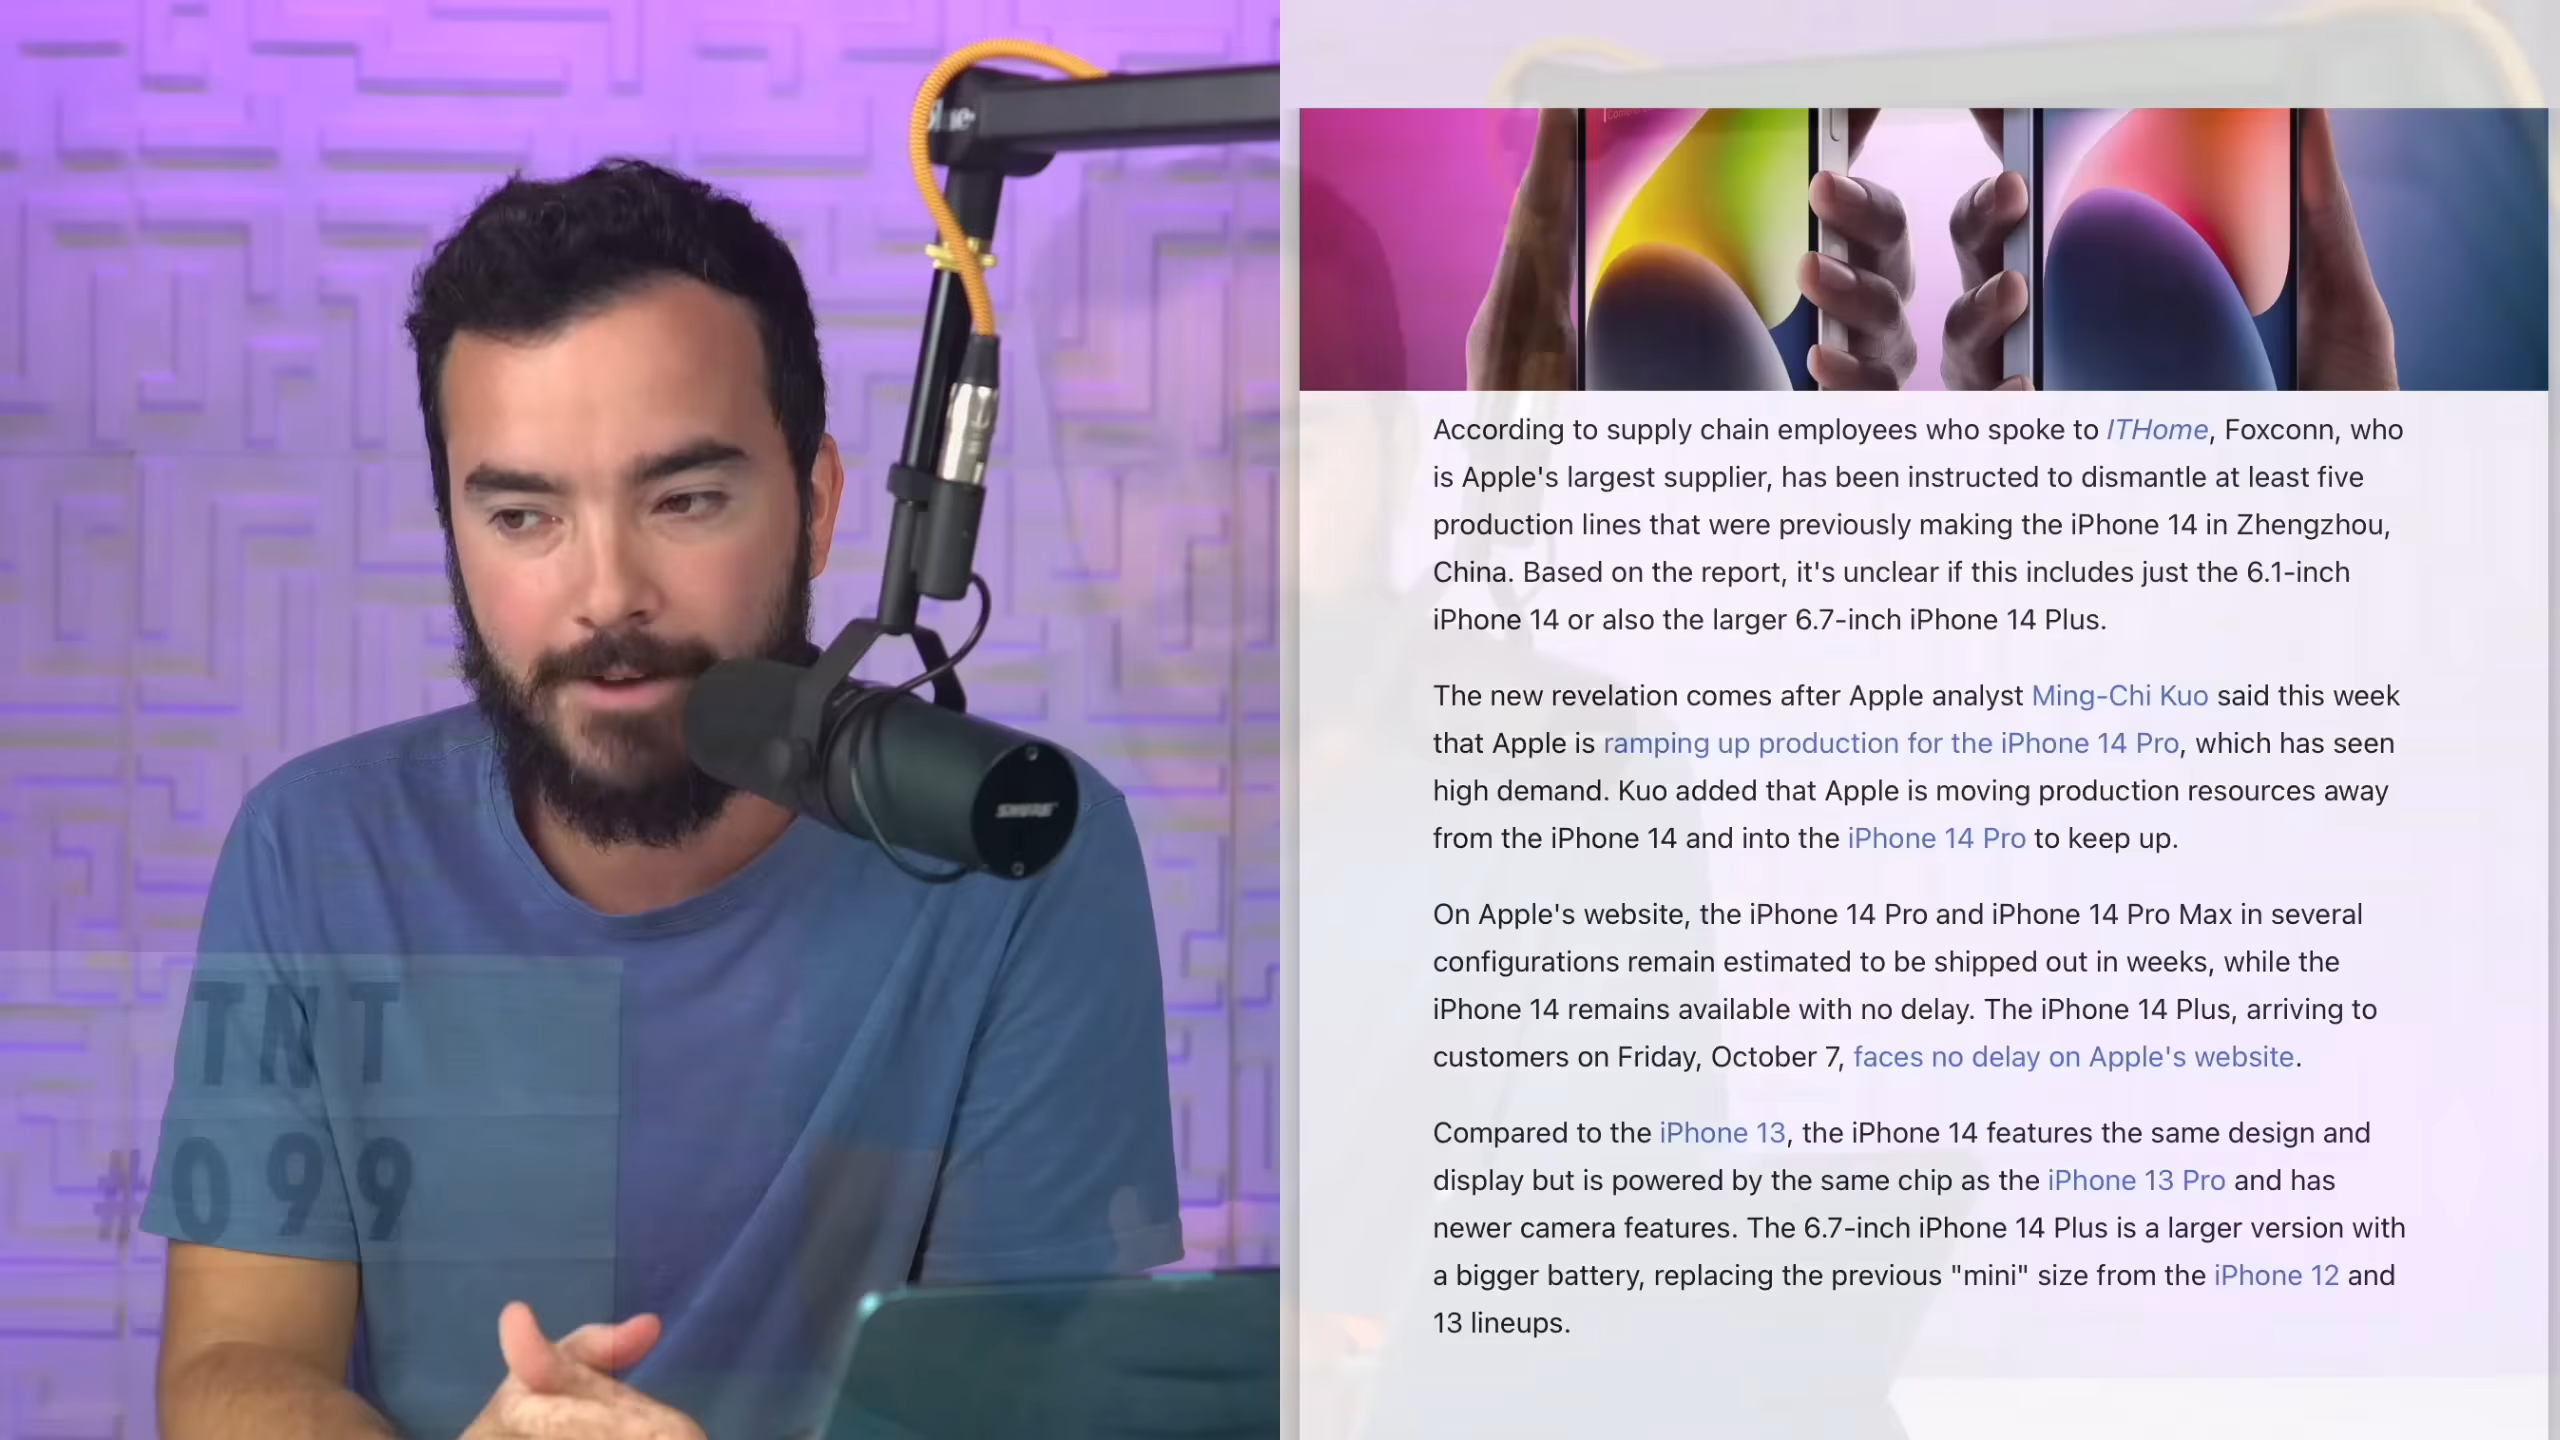 Blue
SHURE
TNT
#099
According to supply chain employees who spoke to ITHome, Foxconn, who
is Apple's largest supplier, has been instructed to dismantle at least five
production lines that were previously making the iPhone 14 in Zhengzhou,
China. Based on the report, it's unclear if this includes just the 6.1-inch
iPhone 14 or also the larger 6.7-inch iPhone 14 Plus.
The new revelation comes after Apple analyst Ming-Chi Kuo said this week
that Apple is ramping up production for the iPhone 14 Pro, which has seen
high demand. Kuo added that Apple is moving production resources away
from the iPhone 14 and into the iPhone 14 Pro to keep up.
On Apple's website, the iPhone 14 Pro and iPhone 14 Pro Max in several
configurations remain estimated to be shipped out in weeks, while the
iPhone 14 remains available with no delay. The iPhone 14 Plus, arriving to
customers on Friday, October 7, faces no delay on Apple's website.
Compared to the iPhone 13, the iPhone 14 features the same design and
display but is powered by the same chip as the iPhone 13 Pro and has
newer camera features. The 6.7-inch iPhone 14 Plus is a larger version with
a bigger battery, replacing the previous "mini" size from the iPhone 12 and
13 lineups.